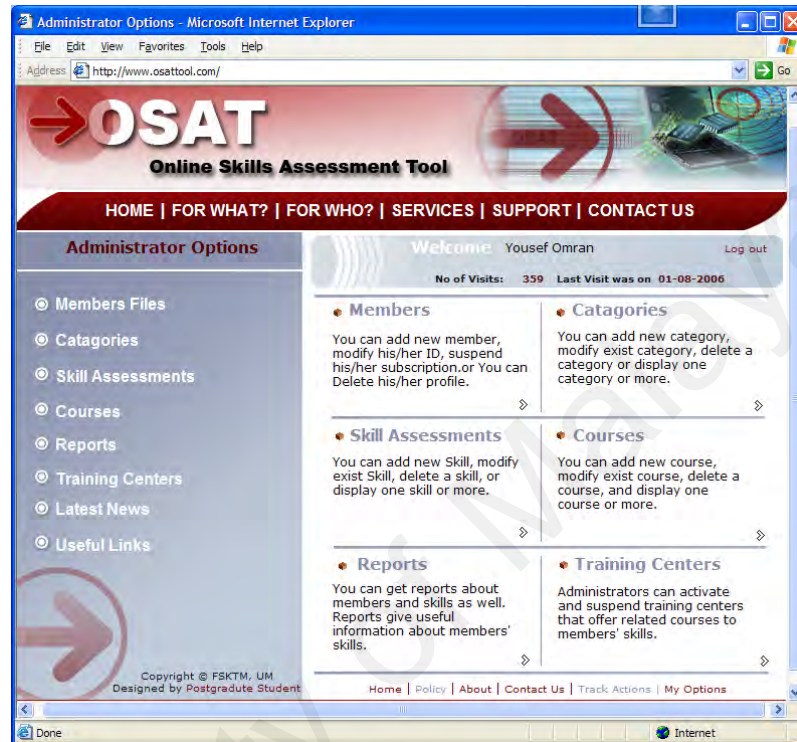 Administrator Options - Microsoft Internet Explorer
File Edit View Favorites Tools Help
Address http://www.osattool.com/ Go
OSAT
Online Skills Assessment Tool
HOME | FOR WHAT? | FOR WHO? | SERVICES | SUPPORT | CONTACT US
Administrator Options
Welcome Yousef Omran Log out
No of Visits: 359 Last Visit was on 01-08-2006
Members Files
Catagories
Skill Assessments
Courses
Reports
Training Centers
Latest News
Useful Links
Members
You can add new member,
modify his/her ID, suspend
his/her subscription.or You can
Delete his/her profile.
Catagories
You can add new category,
modify exist category, delete a
category or display one
category or more.
Skill Assessments
You can add new Skill, modify
exist Skill, delete a skill, or
display one skill or more.
Courses
You can add new course,
modify exist course, delete a
course, and display one
course or more.
Reports
You can get reports about
members and skills as well.
Reports give useful
information about members'
skills.
Training Centers
Administrators can activate
and suspend training centers
that offer related courses to
members' skills.
Copyright © FSKTM, UM
Designed by Postgradute Student
Home | Policy | About | Contact Us | Track Actions | My Options
Done Internet